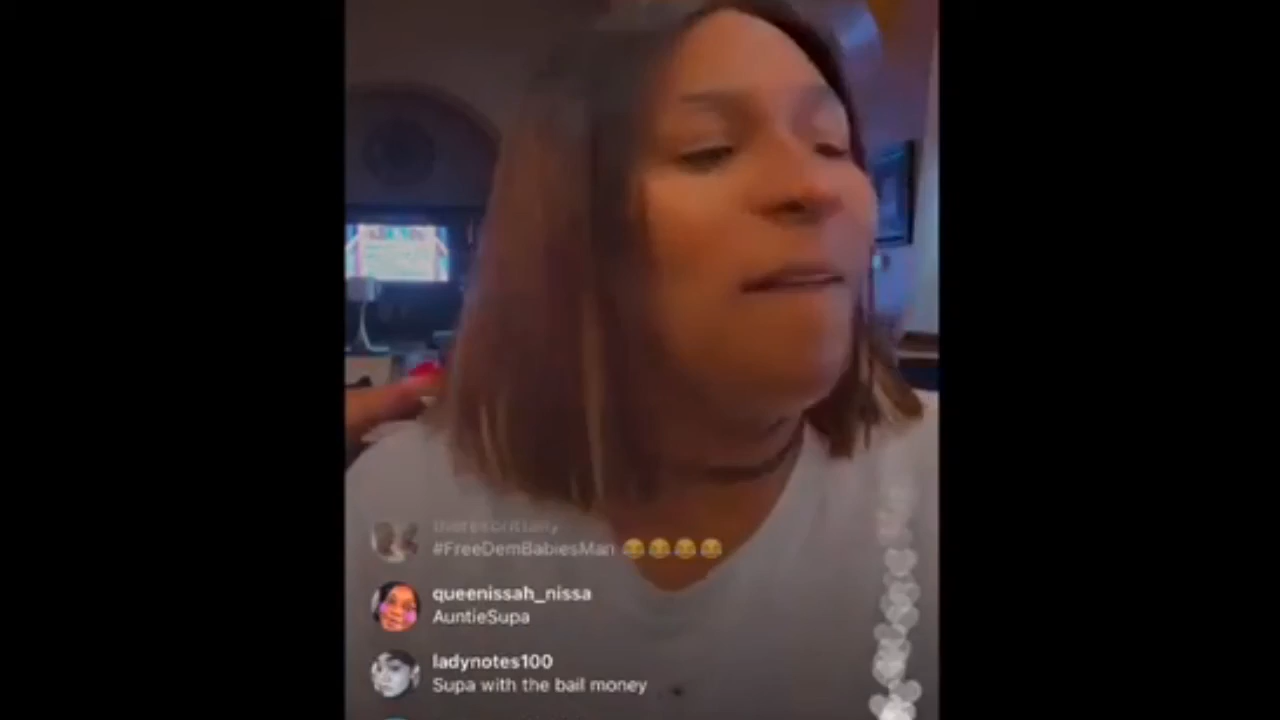 #FreeDemBabiesMan 😂😂😂😂
queenissah_nissa
AuntieSupa
ladynotes100
Supa with the bail money